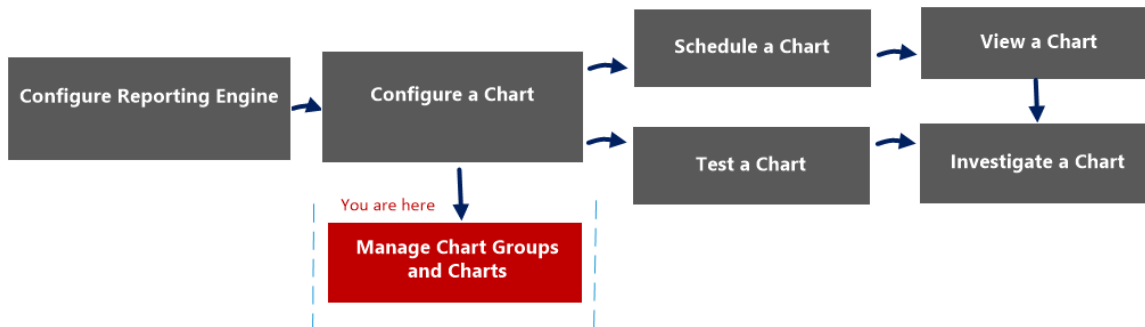 Configure Reporting Engine
Configure a Chart
Schedule a Chart
View a Chart
Test a Chart
Investigate a Chart
You are here
Manage Chart Groups
and Charts